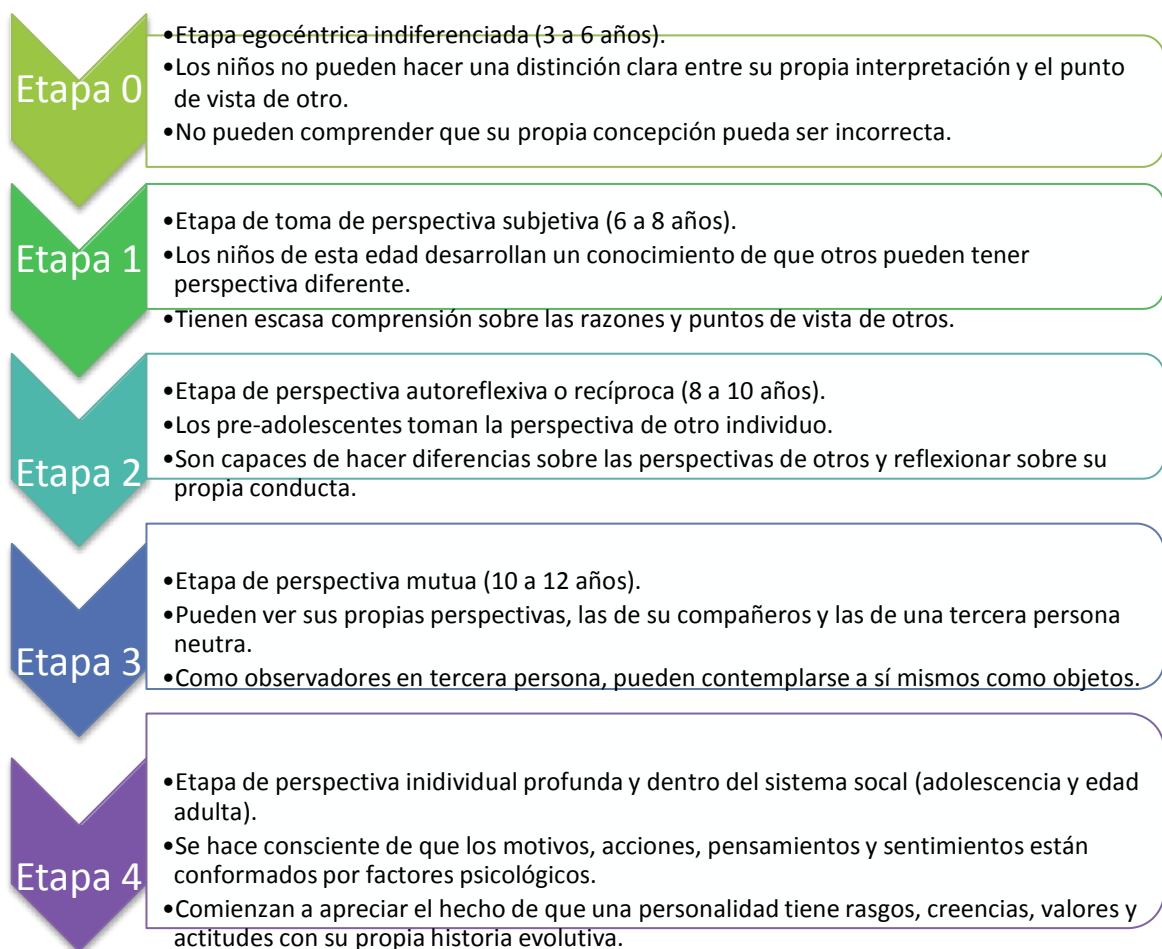 Etapa 0
•Etapa egocéntrica indiferenciada (3 a 6 años).
•Los niños no pueden hacer una distinción clara entre su propia interpretación y el punto
de vista de otro.
•No pueden comprender que su propia concepción pueda ser incorrecta.
Etapa 1
•Etapa de toma de perspectiva subjetiva (6 a 8 años).
•Los niños de esta edad desarrollan un conocimiento de que otros pueden tener
perspectiva diferente.
•Tienen escasa comprensión sobre las razones y puntos de vista de otros.
Etapa 2
•Etapa de perspectiva autoreflexiva o recíproca (8 a 10 años).
•Los pre-adolescentes toman la perspectiva de otro individuo.
•Son capaces de hacer diferencias sobre las perspectivas de otros y reflexionar sobre su
propia conducta.
Etapa 3
•Etapa de perspectiva mutua (10 a 12 años).
•Pueden ver sus propias perspectivas, las de su compañeros y las de una tercera persona
neutra.
•Como observadores en tercera persona, pueden contemplarse a sí mismos como objetos.
Etapa 4
•Etapa de perspectiva inidividual profunda y dentro del sistema socal (adolescencia y edad
adulta).
•Se hace consciente de que los motivos, acciones, pensamientos y sentimientos están
conformados por factores psicológicos.
•Comienzan a apreciar el hecho de que una personalidad tiene rasgos, creencias, valores y
actitudes con su propia historia evolutiva.